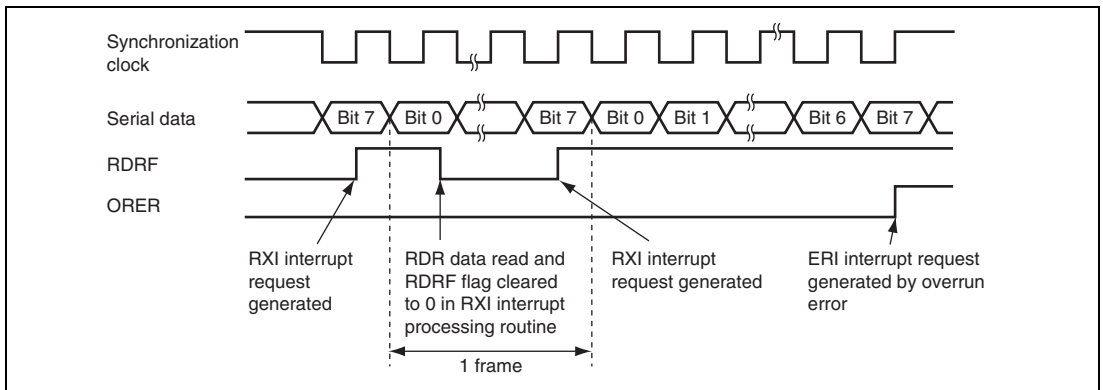 Synchronization
clock
Serial data
Bit 7
Bit 0
Bit 7
Bit 0
Bit 1
Bit 6
Bit 7
RDRF
ORER
RXI interrupt
request
generated
RDR data read and
RDRF flag cleared
to 0 in RXI interrupt
processing routine
RXI interrupt
request generated
ERI interrupt request
generated by overrun
error
1 frame